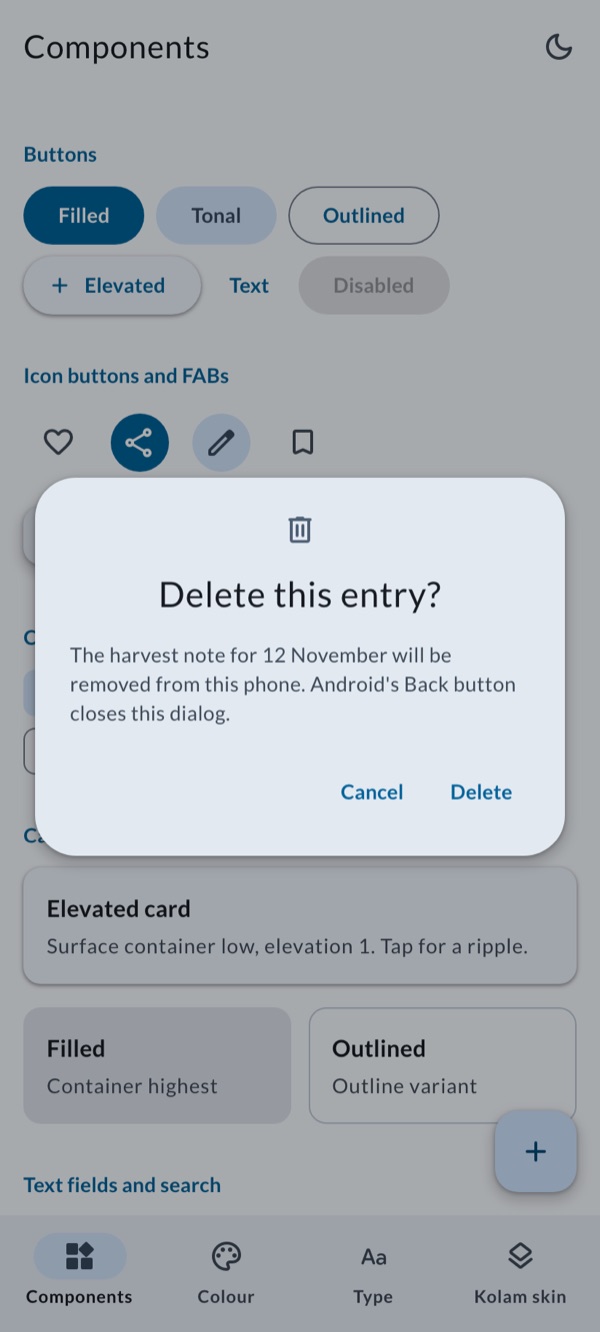 Components
Buttons
Filled
Tonal
Outlined
+ Elevated
Text
Disabled
Icon buttons and FABs
Delete this entry?
The harvest note for 12 November will be
removed from this phone. Android's Back button
closes this dialog.
Cancel
Delete
Elevated card
Surface container low, elevation 1. Tap for a ripple.
Filled
Container highest
Outlined
Outline variant
Text fields and search
Components
Colour
Aa
Type
Kolam skin